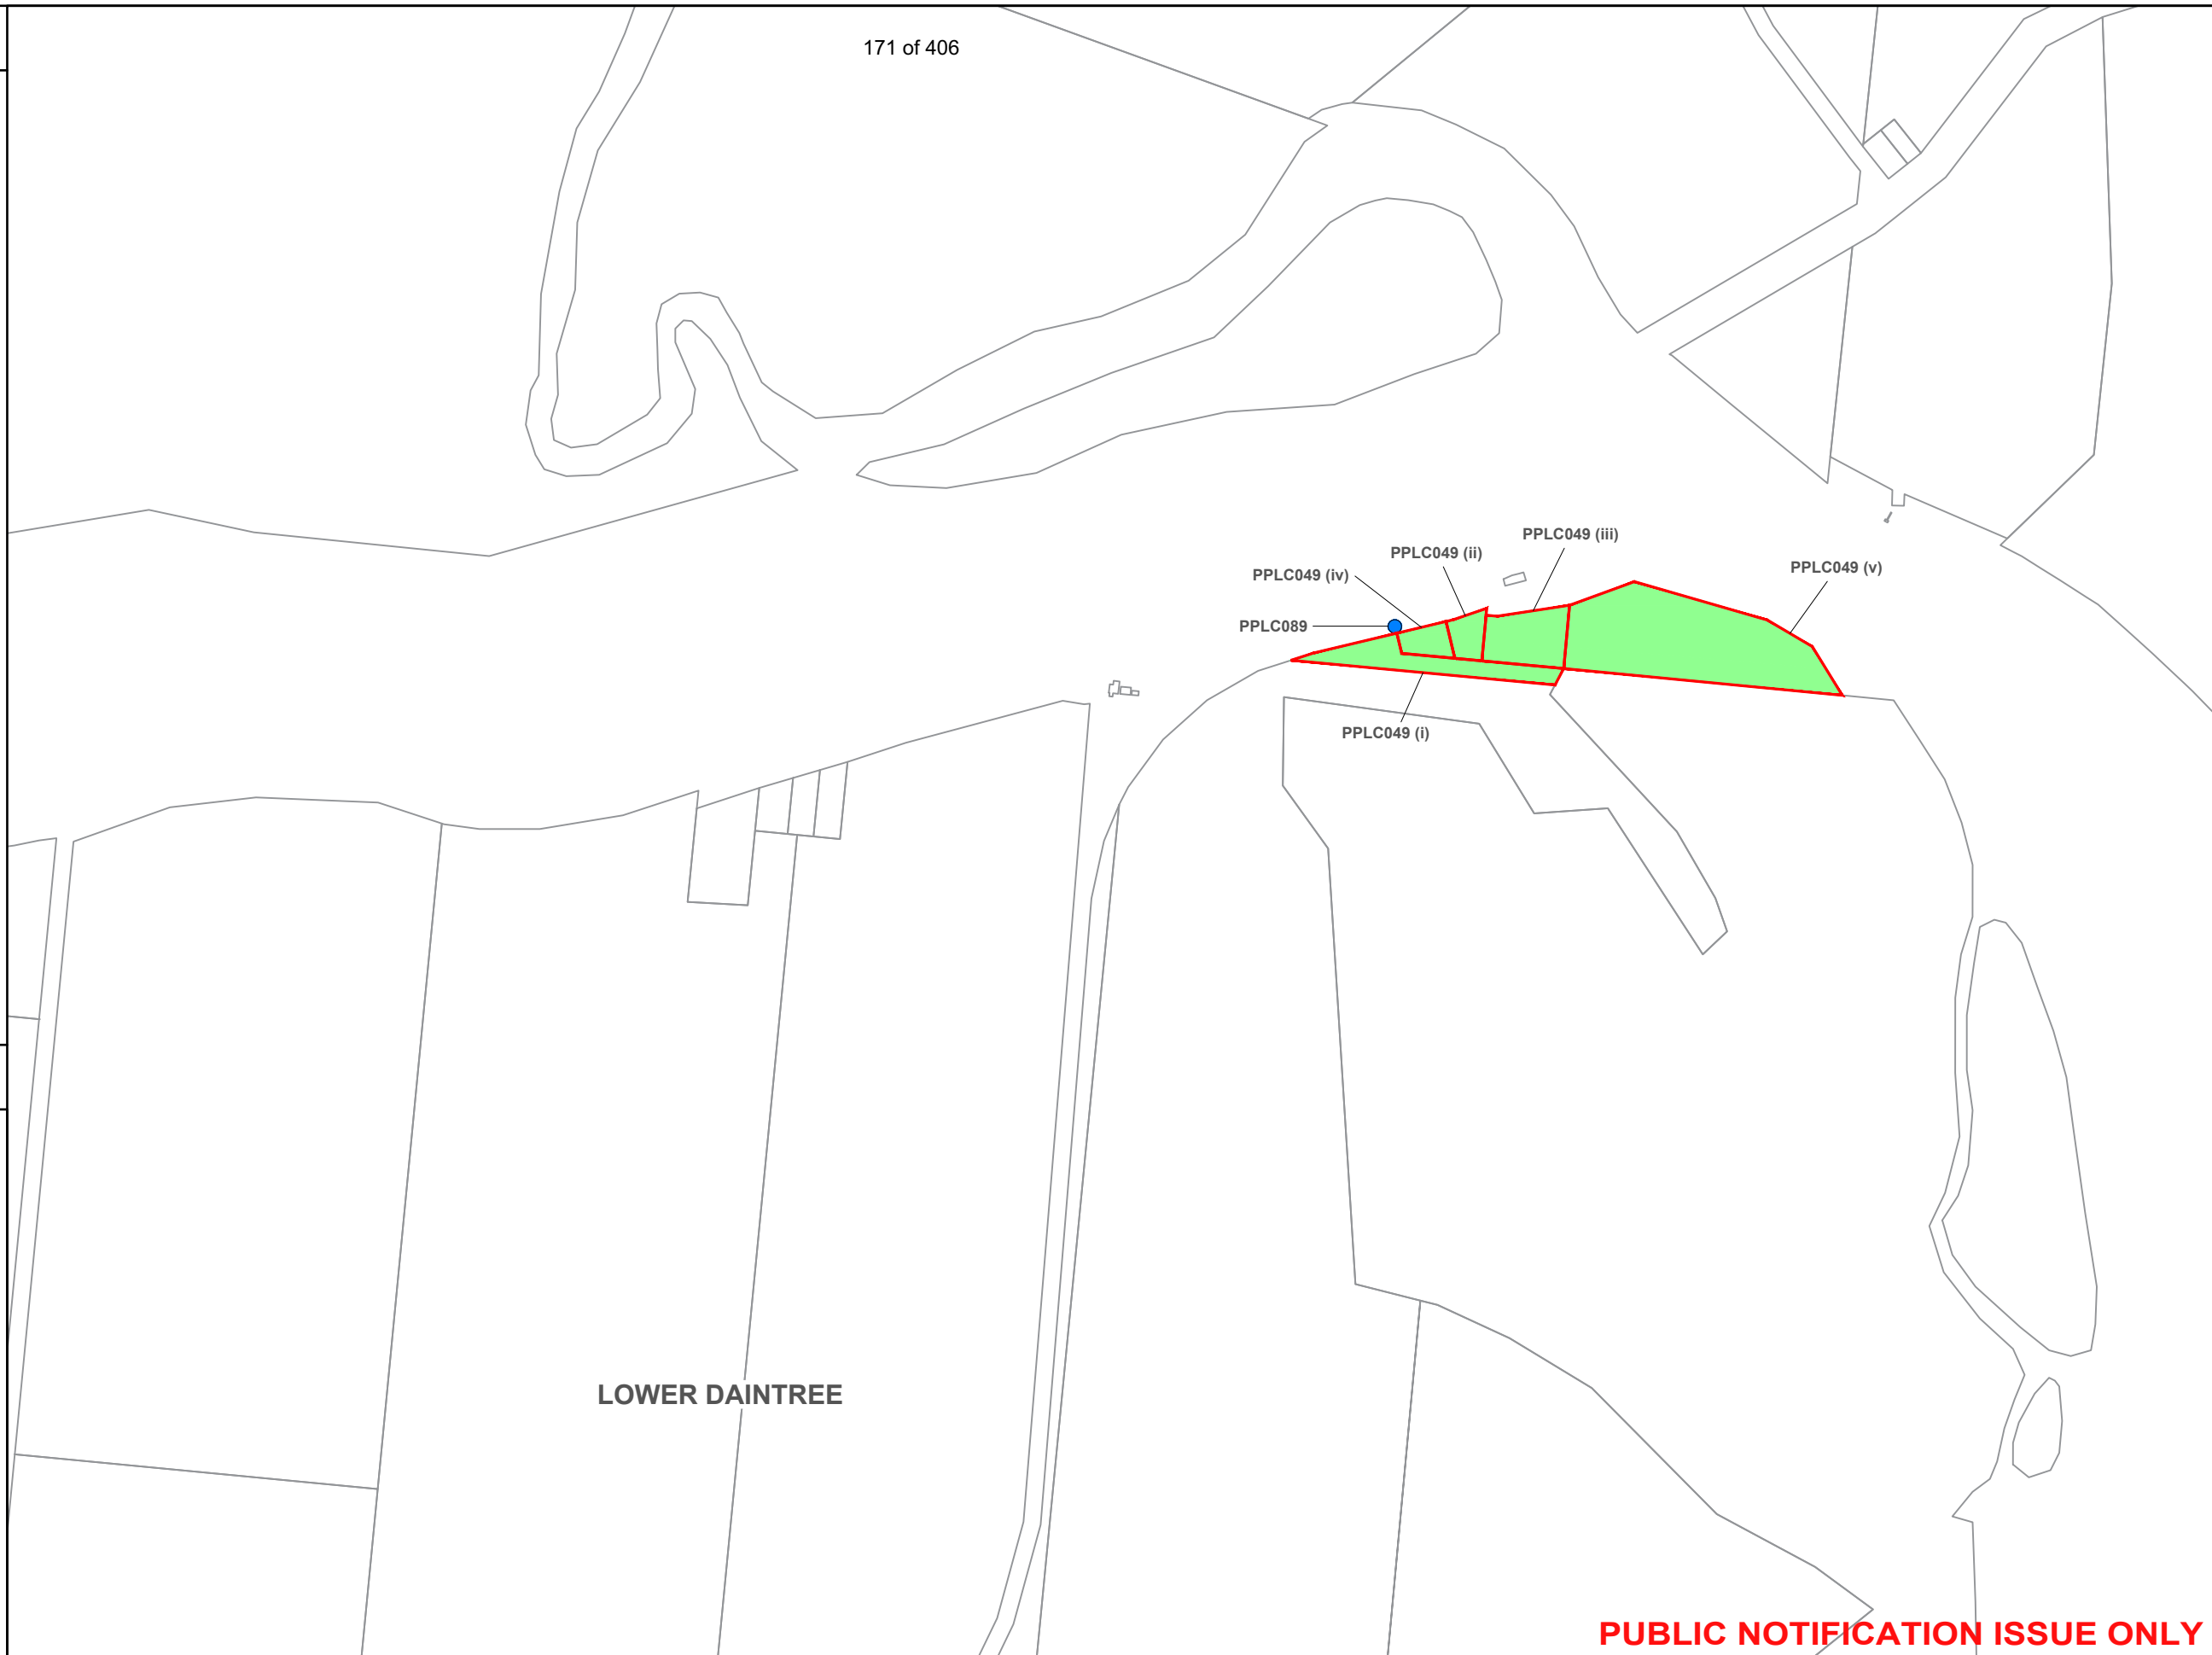 171 of 406
PPLC049 (iii)
PPLC049 (ii)
PPLC049 (v)
PPLC049 (iv)
PPLC089
PPLC049 (i)
LOWER DAINTREE
PUBLIC NOTIFICATION ISSUE ONLY